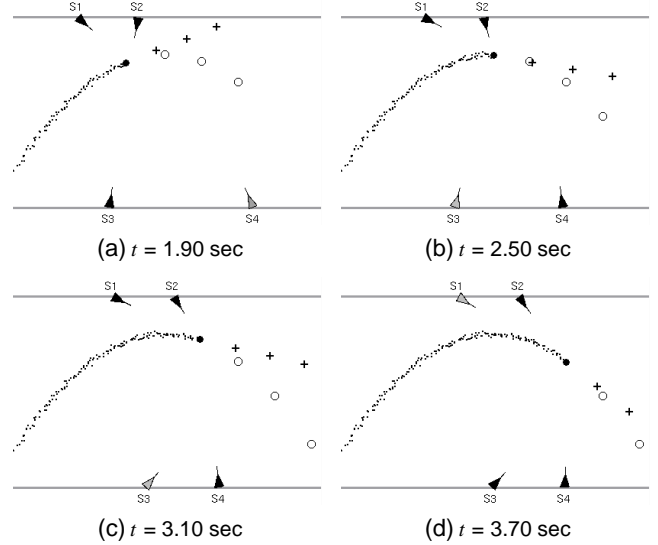 S1 S2
S3 S4
(a) t = 1.90 sec
S1 S2
S3 S4
(b) t = 2.50 sec
S1 S2
S3 S4
(c) t = 3.10 sec
S1 S2
S3 S4
(d) t = 3.70 sec